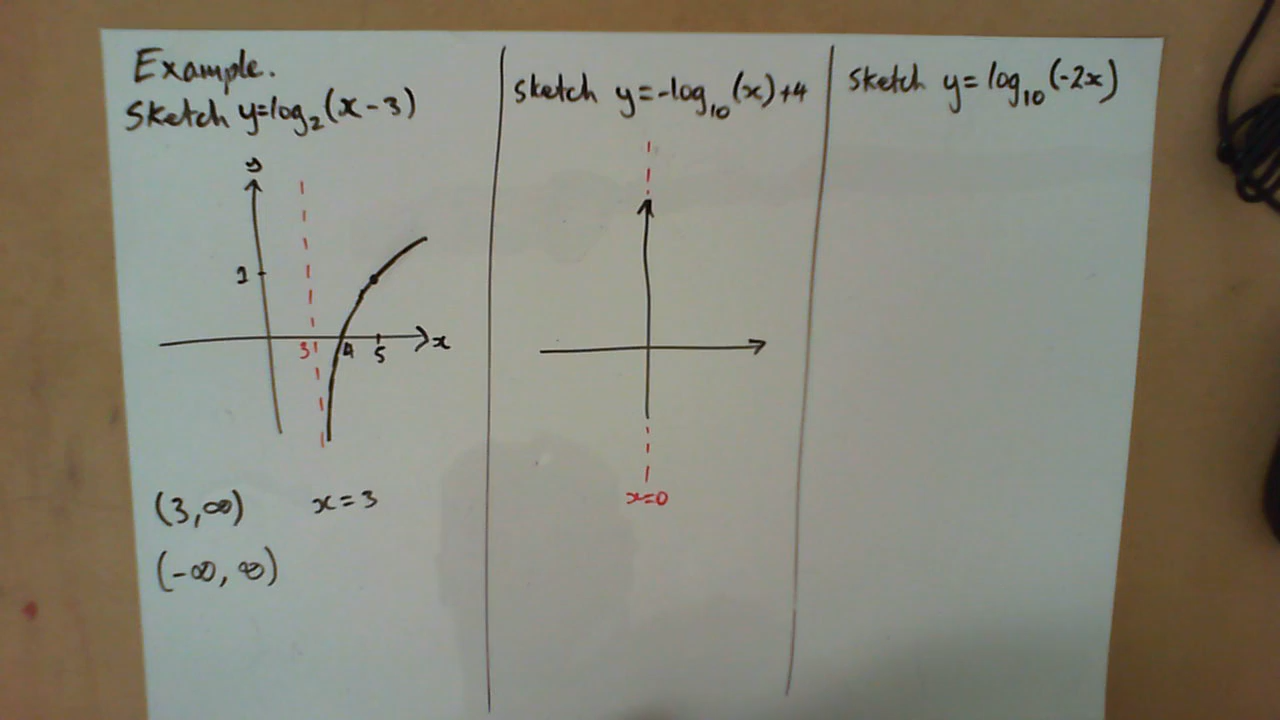 Example.
Sketch y=log₂(x-3)
y
1
3
4
5
x
(3,∞)
x=3
(-∞, ∞)
Sketch y=-log₁₀(x)+4
x=0
Sketch y=log₁₀(-2x)